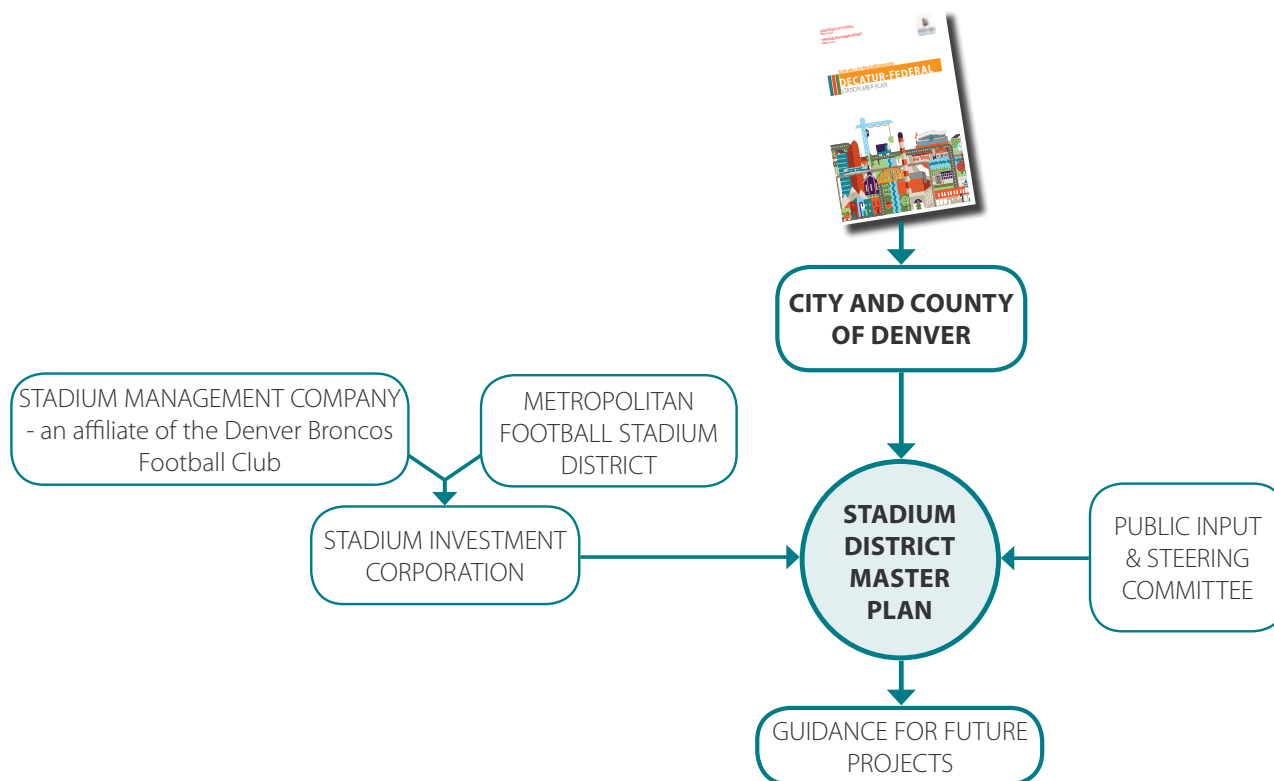 DECATUR-FEDERAL
STATION AREA PLAN
CITY AND COUNTY
OF DENVER
STADIUM MANAGEMENT COMPANY
- an affiliate of the Denver Broncos
Football Club
METROPOLITAN
FOOTBALL STADIUM
DISTRICT
STADIUM INVESTMENT
CORPORATION
STADIUM
DISTRICT
MASTER
PLAN
PUBLIC INPUT
& STEERING
COMMITTEE
GUIDANCE FOR FUTURE
PROJECTS